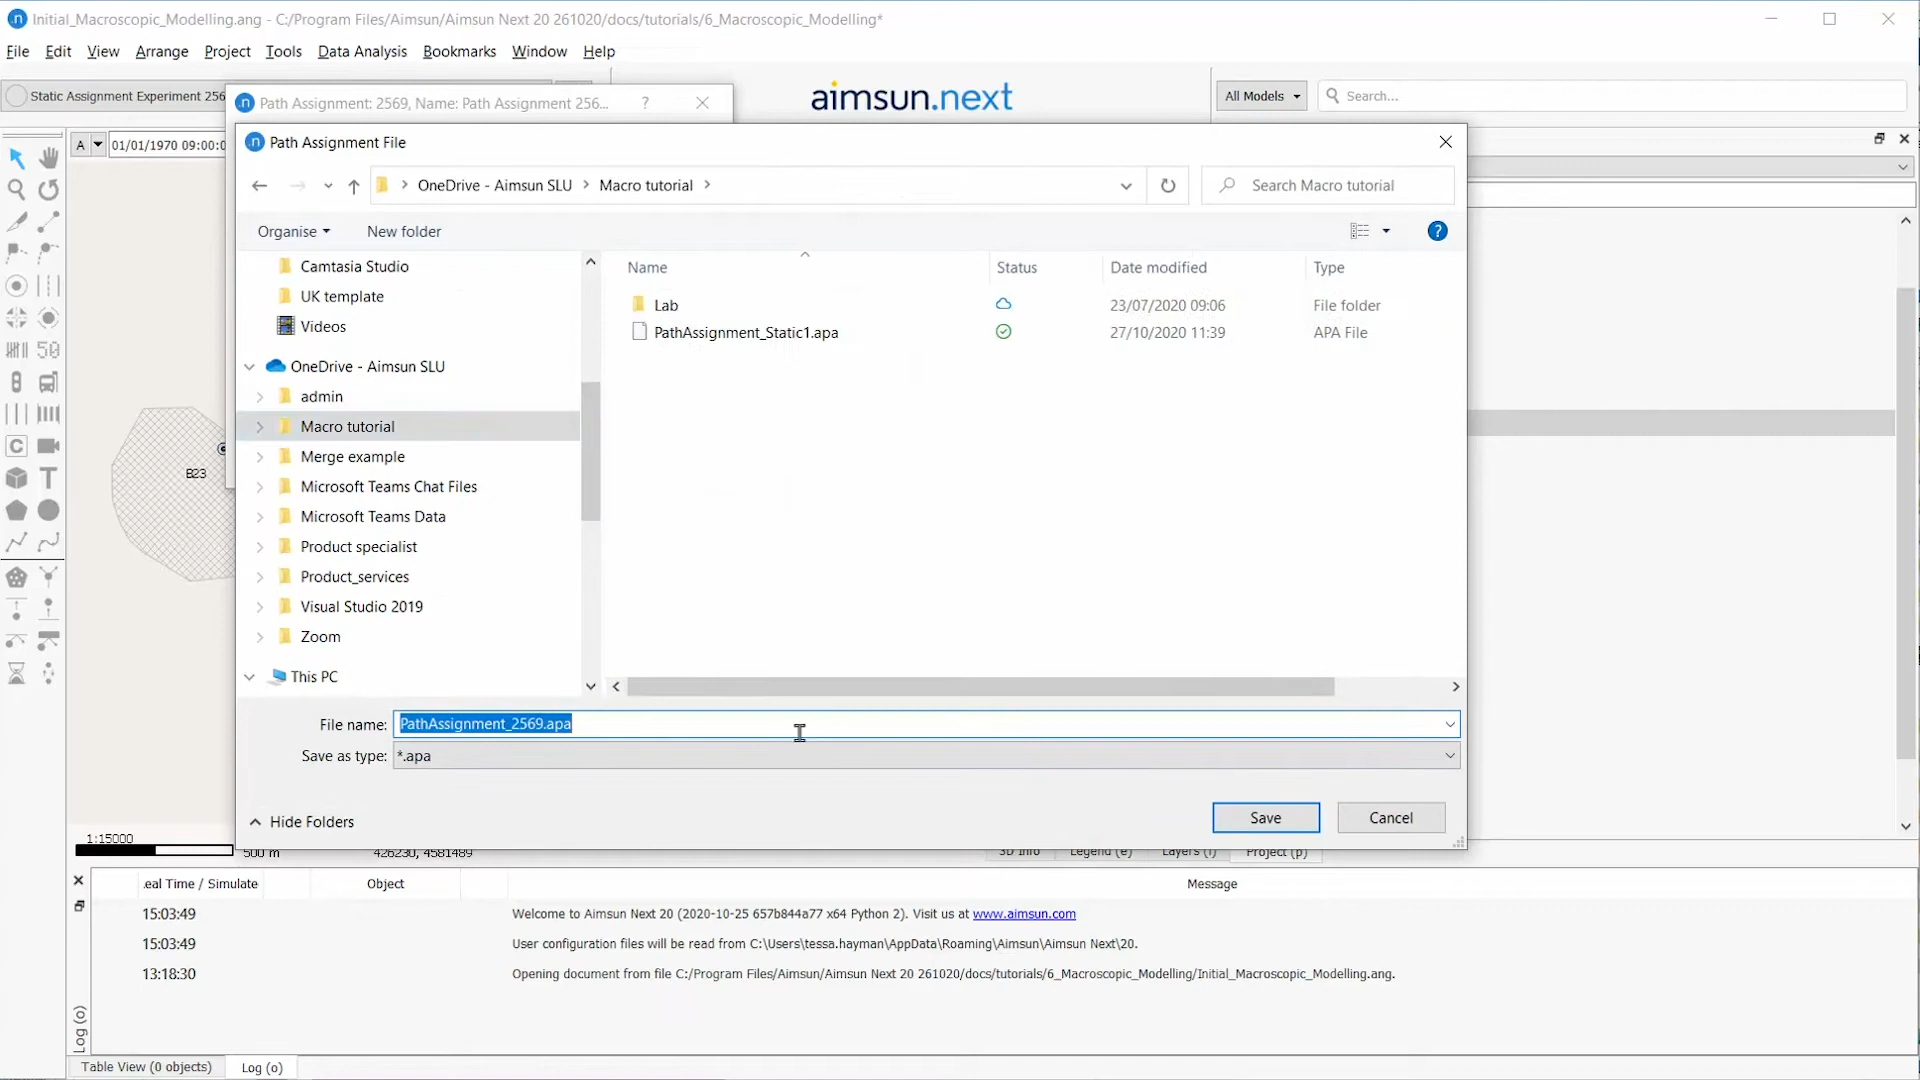 Initial_Macroscopic_Modelling.ang - C:/Program Files/Aimsun/Aimsun Next 20 261020/docs/tutorials/6_Macroscopic_Modelling*
File Edit View Arrange Project Tools Data Analysis Bookmarks Window Help
Static Assignment Experiment 256
Path Assignment: 2569, Name: Path Assignment 256... ?
aimsun.next
All Models
Search...
A 01/01/1970 09:00:0
Path Assignment File
OneDrive - Aimsun SLU > Macro tutorial >
Search Macro tutorial
Organise
New folder
?
Name Status Date modified Type
Lab 23/07/2020 09:06 File folder
PathAssignment_Static1.apa 27/10/2020 11:39 APA File
Camtasia Studio
UK template
Videos
OneDrive - Aimsun SLU
admin
Macro tutorial
Merge example
Microsoft Teams Chat Files
Microsoft Teams Data
Product specialist
Product_services
Visual Studio 2019
Zoom
This PC
50
C
T
B23
File name: PathAssignment_2569.apa
Save as type: *.apa
Hide Folders
Save
Cancel
1:15000
500 m
426230, 4581489
3D Info Legend (e) Layers (l) Project (p)
eal Time / Simulate Object Message
15:03:49 Welcome to Aimsun Next 20 (2020-10-25 657b844a77 x64 Python 2). Visit us at www.aimsun.com
15:03:49 User configuration files will be read from C:\Users\tessa.hayman\AppData\Roaming\Aimsun\Aimsun Next\20.
13:18:30 Opening document from file C:/Program Files/Aimsun/Aimsun Next 20 261020/docs/tutorials/6_Macroscopic_Modelling/Initial_Macroscopic_Modelling.ang.
Log (o)
Table View (0 objects) Log (o)